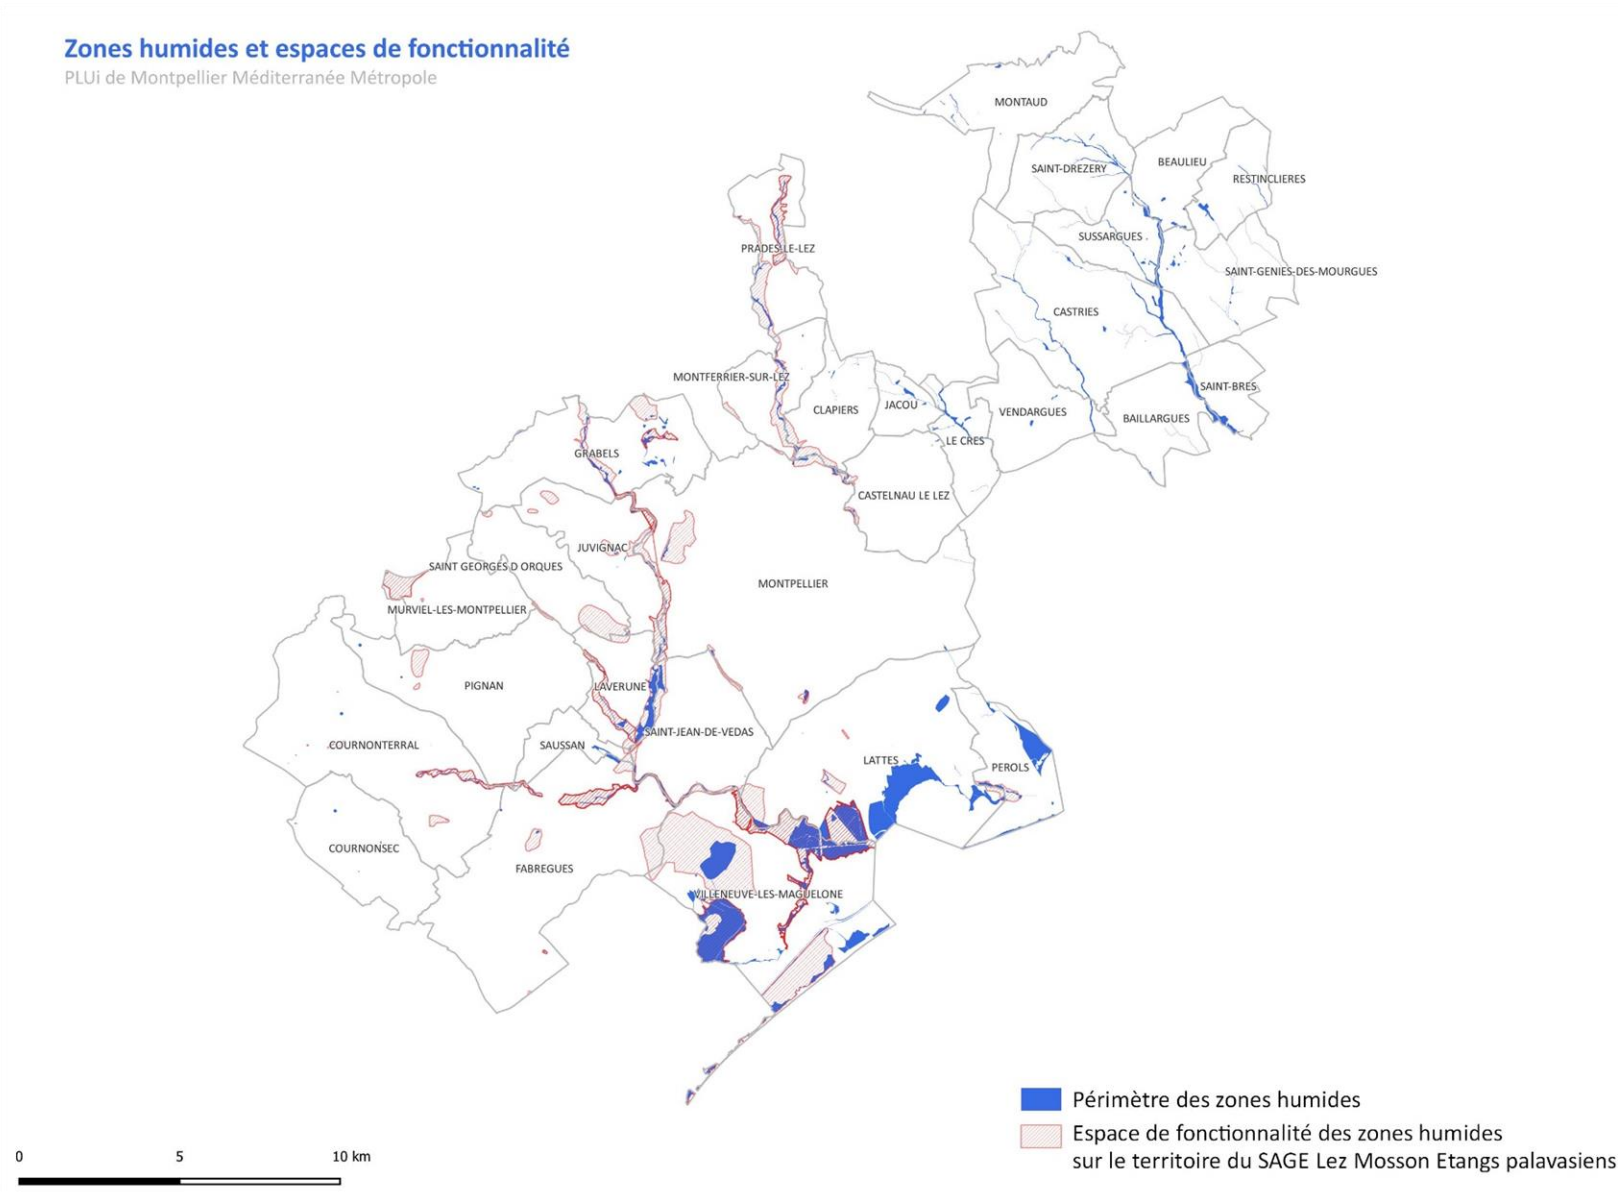 Zones humides et espaces de fonctionnalité
PLUi de Montpellier Méditerranée Métropole
MONTAUD
SAINT-DREZERY
BEAULIEU
RESTINCLIERES
SUSSARGUES
PRADES-LE-LEZ
SAINT-GENIES-DES-MOURGUES
CASTRIES
MONTFERRIER-SUR-LEZ
SAINT-BRES
CLAPIERS
JACOU
VENDARGUES
BAILLARGUES
LE CRES
GRABELS
CASTELNAU LE LEZ
JUVIGNAC
SAINT GEORGES D ORQUES
MONTPELLIER
MURVIEL-LES-MONTPELLIER
PIGNAN
LAVERUNE
SAINT-JEAN-DE-VEDAS
COURNONTERRAL
SAUSSAN
LATTES
PEROLS
COURNONSEC
FABREGUES
VILLENEUVE-LES-MAGUELONE
Périmètre des zones humides
Espace de fonctionnalité des zones humides
sur le territoire du SAGE Lez Mosson Etangs palavasiens
0 5 10 km